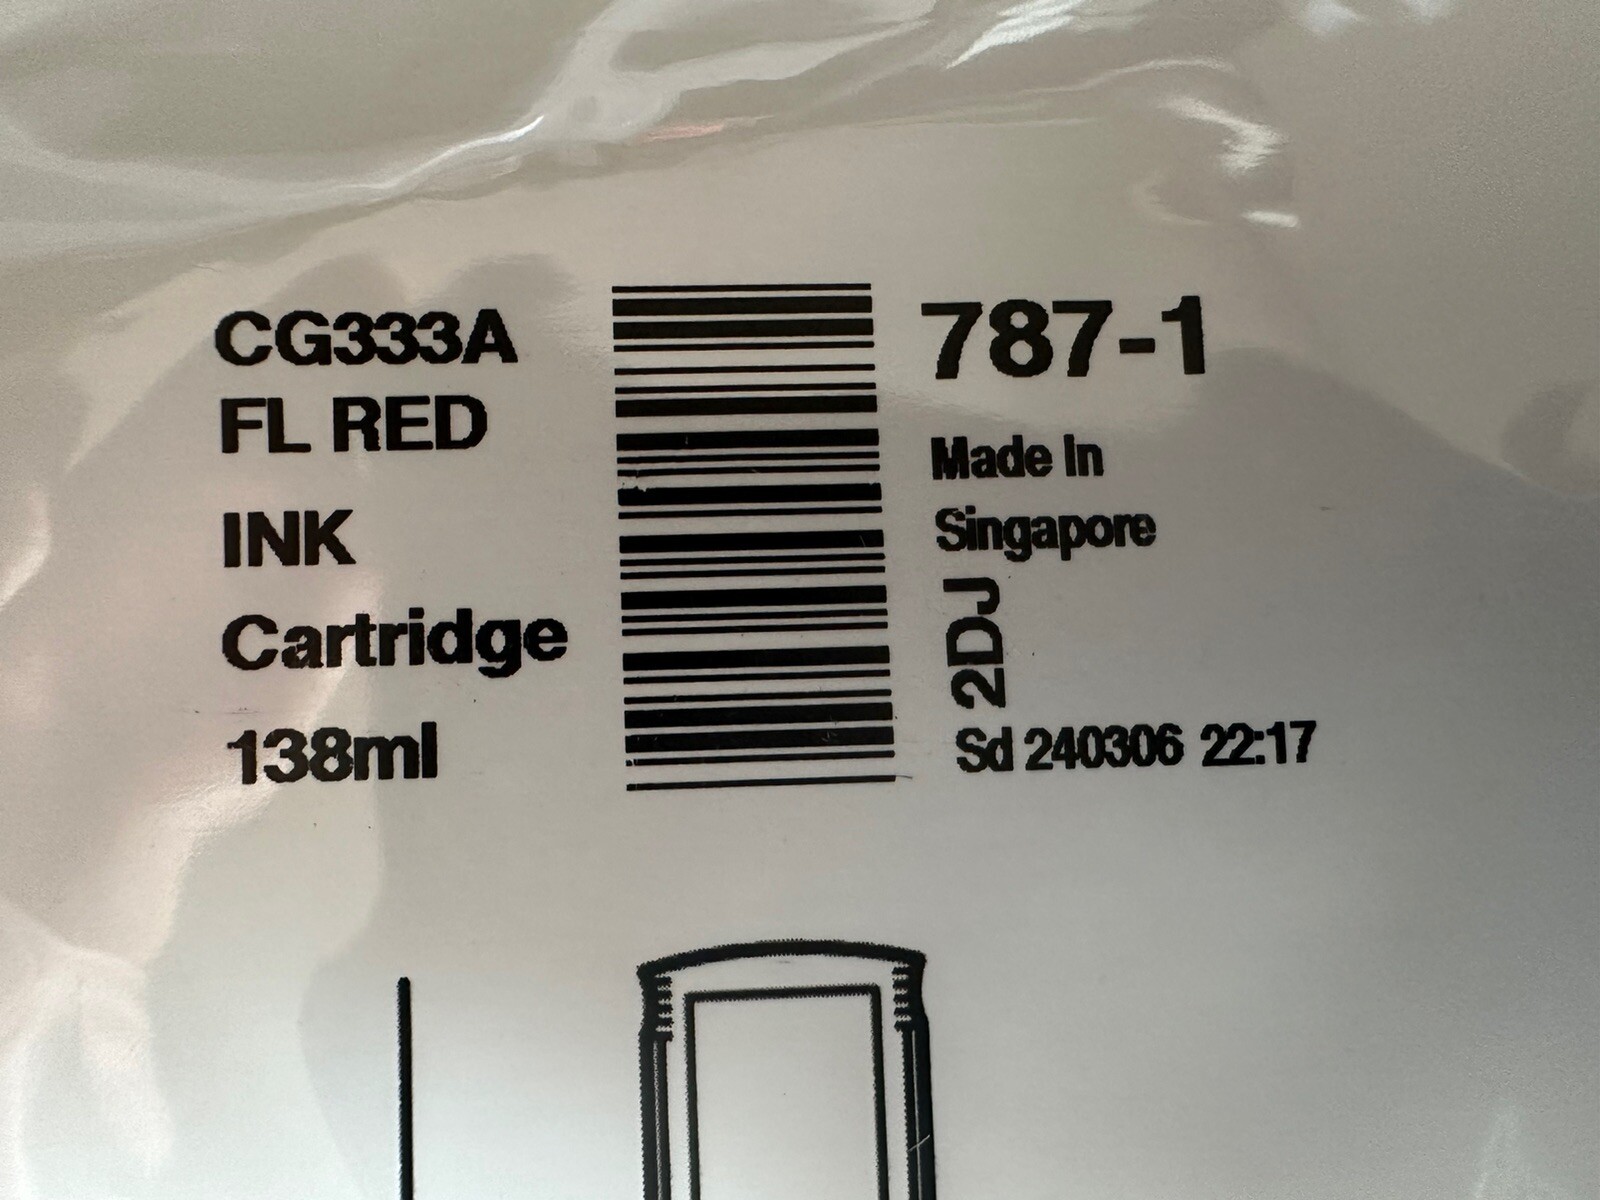 CG333A
FL RED
INK
Cartridge
138ml
787-1
Made In
Singapore
2DJ
Sd 240306 22:17